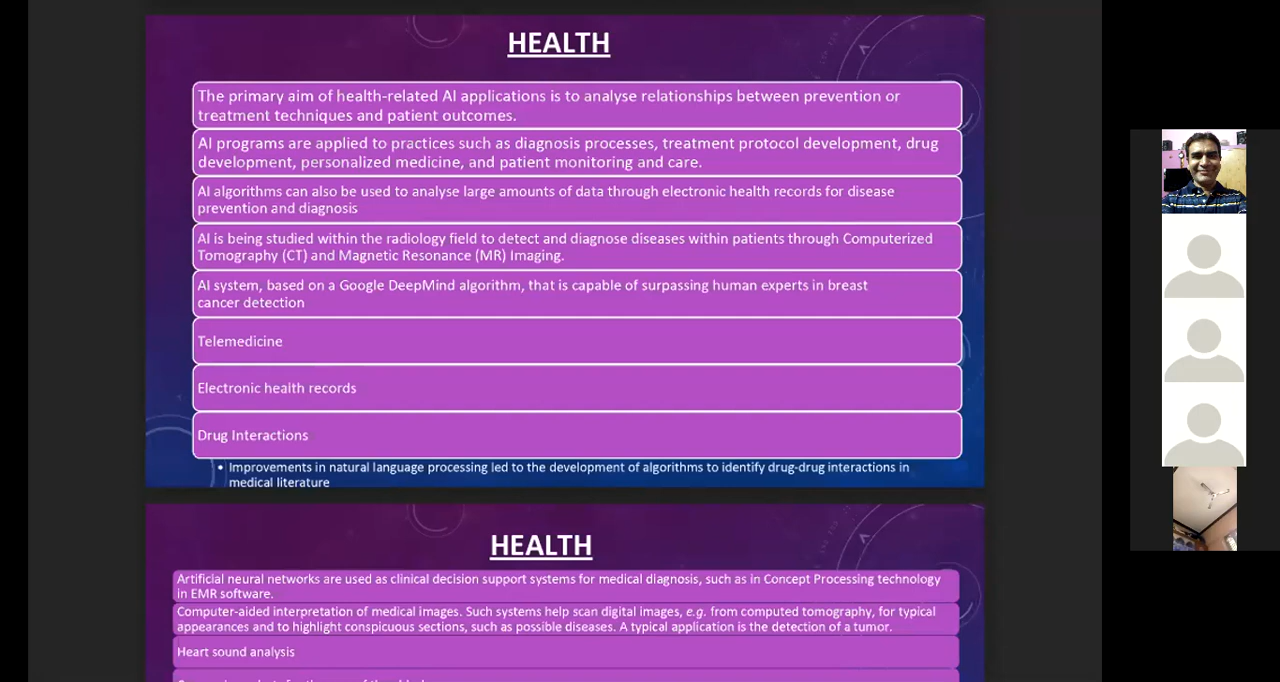 HEALTH
The primary aim of health-related AI applications is to analyse relationships between prevention or
treatment techniques and patient outcomes.
AI programs are applied to practices such as diagnosis processes, treatment protocol development, drug
development, personalized medicine, and patient monitoring and care.
AI algorithms can also be used to analyse large amounts of data through electronic health records for disease
prevention and diagnosis
AI is being studied within the radiology field to detect and diagnose diseases within patients through Computerized
Tomography (CT) and Magnetic Resonance (MR) Imaging.
AI system, based on a Google DeepMind algorithm, that is capable of surpassing human experts in breast
cancer detection
Telemedicine
Electronic health records
Drug Interactions
• Improvements in natural language processing led to the development of algorithms to identify drug-drug interactions in
medical literature
HEALTH
Artificial neural networks are used as clinical decision support systems for medical diagnosis, such as in Concept Processing technology
in EMR software.
Computer-aided interpretation of medical images. Such systems help scan digital images, e.g. from computed tomography, for typical
appearances and to highlight conspicuous sections, such as possible diseases. A typical application is the detection of a tumor.
Heart sound analysis